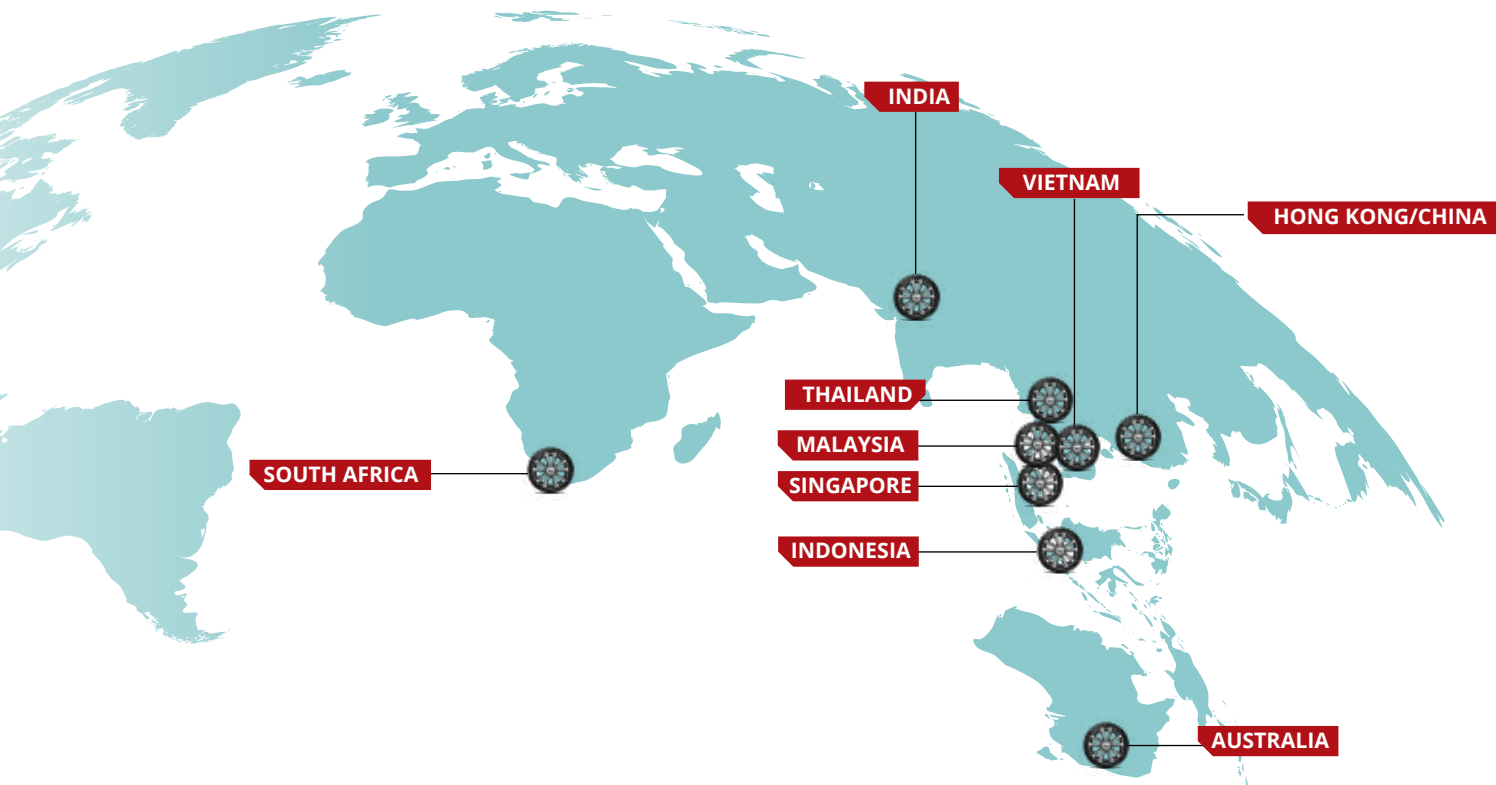 INDIA
VIETNAM
HONG KONG/CHINA
THAILAND
MALAYSIA
SOUTH AFRICA
SINGAPORE
INDONESIA
AUSTRALIA